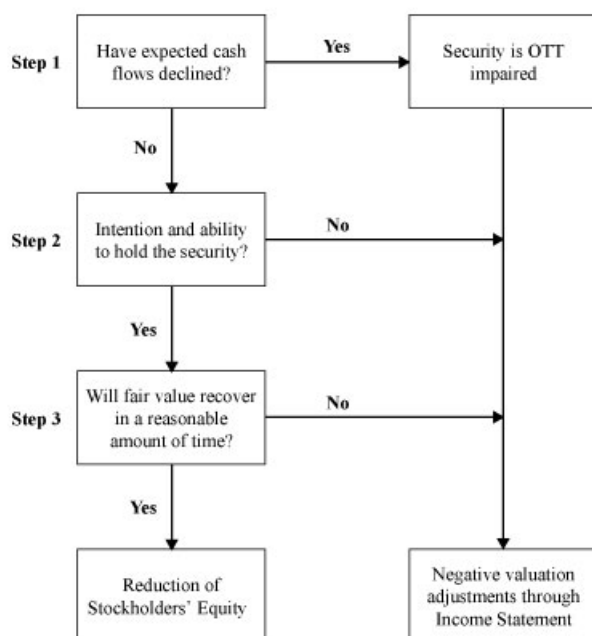 Step 1
Have expected cash
flows declined?
Yes
Security is OTT
impaired
No
Step 2
Intention and ability
to hold the security?
No
Yes
Step 3
Will fair value recover
in a reasonable
amount of time?
No
Yes
Reduction of
Stockholders' Equity
Negative valuation
adjustments through
Income Statement